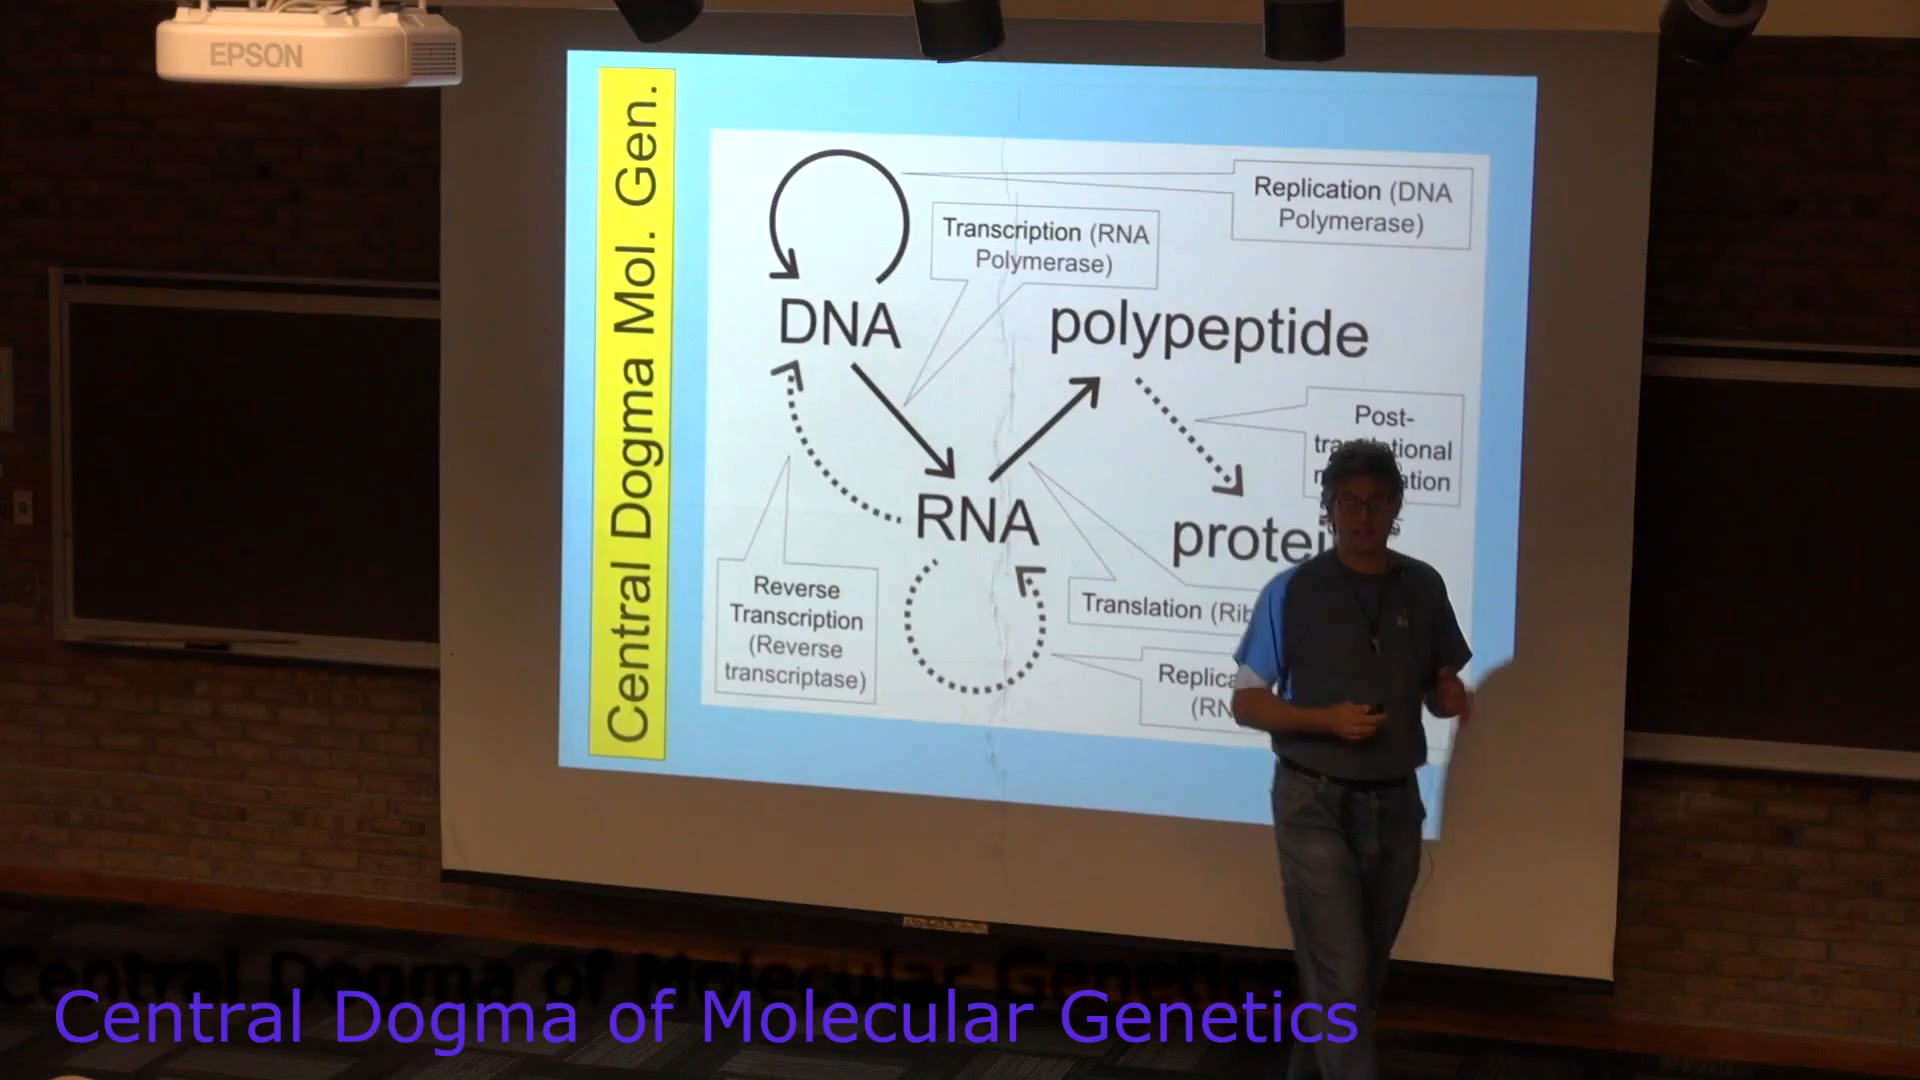 EPSON
Central Dogma Mol. Gen.
Replication (DNA
Polymerase)
Transcription (RNA
Polymerase)
DNA
polypeptide
Post-
RNA
Reverse
Transcription
(Reverse
transcriptase)
Translation
Central Dogma of Molecular Genetics